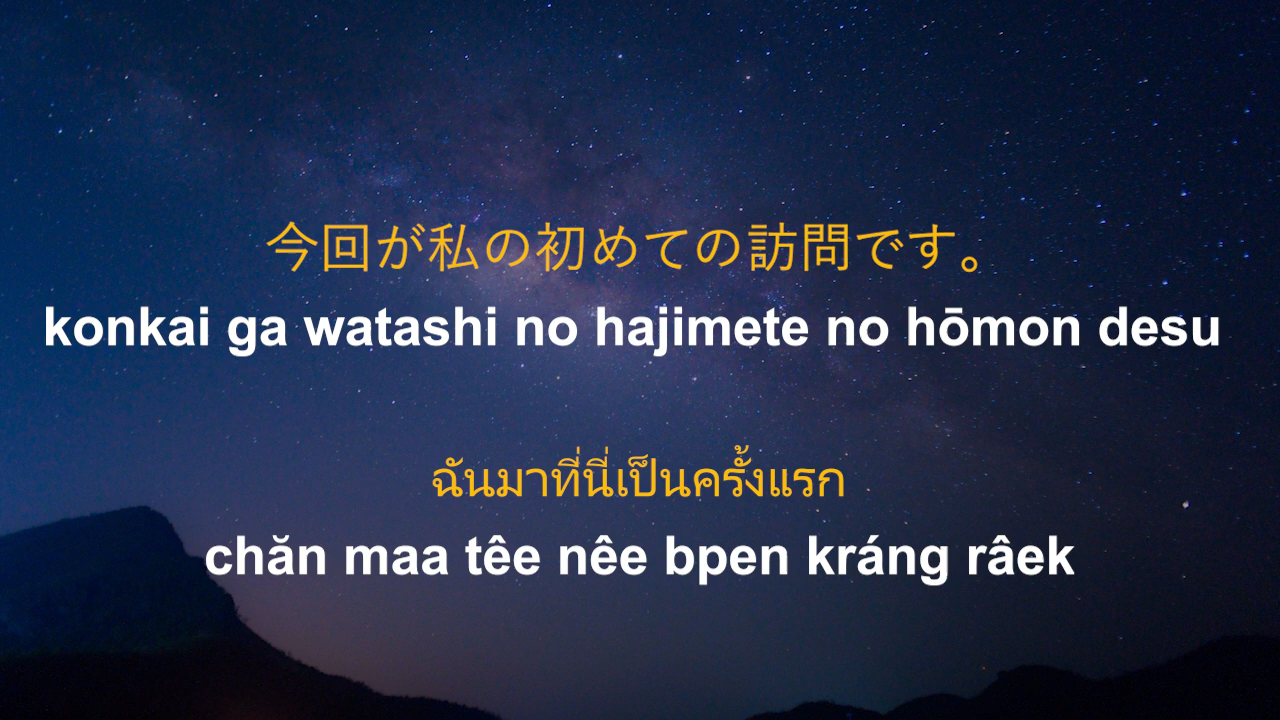 今回が私の初めての訪問です。
konkai ga watashi no hajimete no hōmon desu
ฉันมาที่นี่เป็นครั้งแรก
chăn maa têe nêe bpen kráng râek